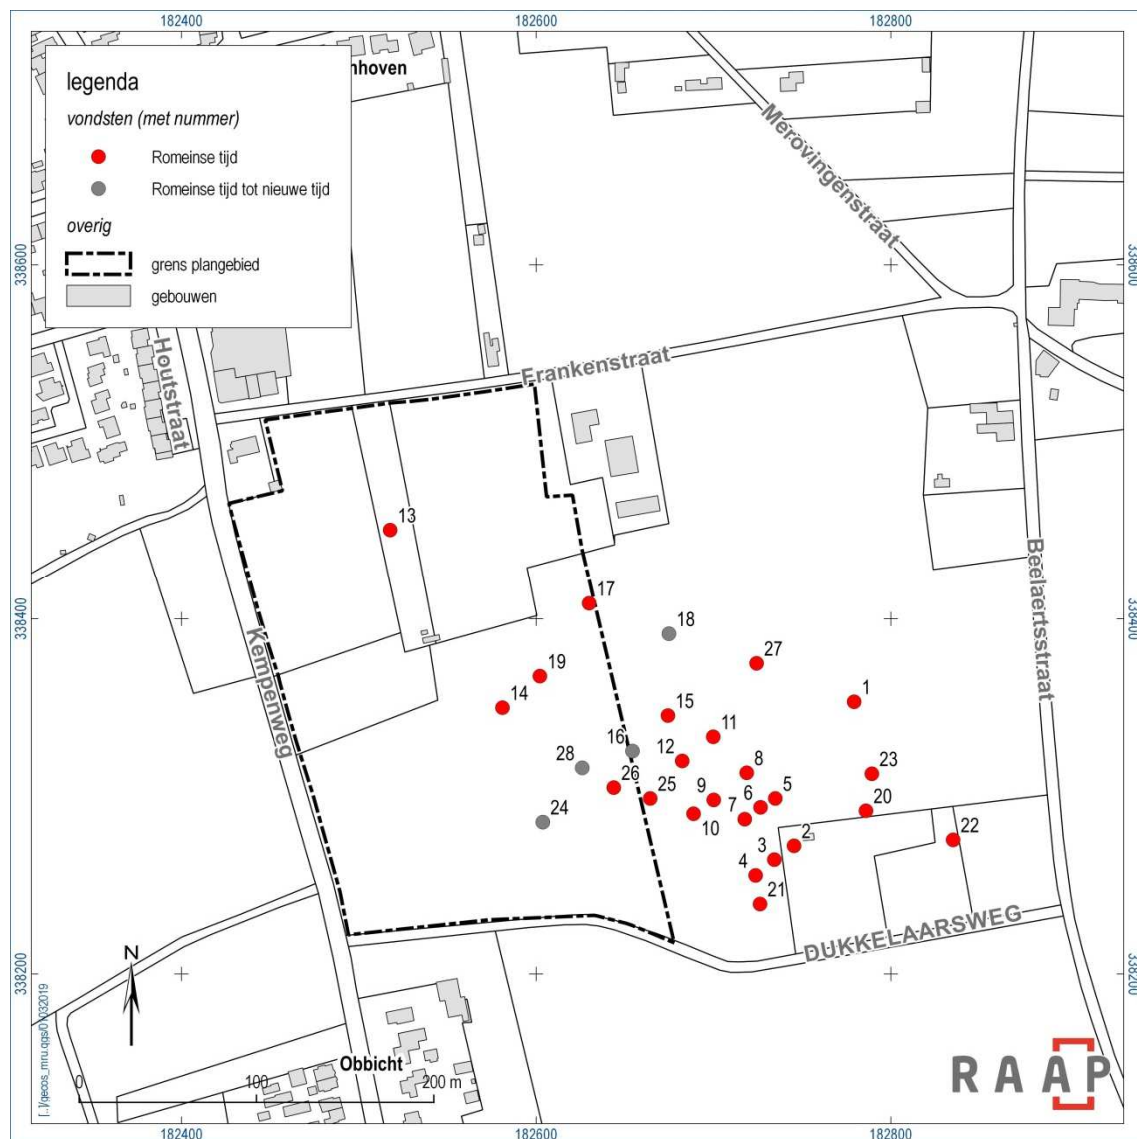 182400
182600
182800
legenda
vondsten (met nummer)
Romeinse tijd
Romeinse tijd tot nieuwe tijd
overig
grens plangebied
gebouwen
nhoven
Merovingenstraat
338600
338600
Houtstraat
Frankenstraat
13
17
18
338400
338400
Beelaertsstraat
27
19
14
1
15
11
16
12
Kempenweg
28
8
23
26
25
9
6
5
7
20
10
24
2
22
3
4
21
DUKKELAARSWEG
N
338200
338200
Obbicht
0
100
200 m
RAAP
182400
182600
182800